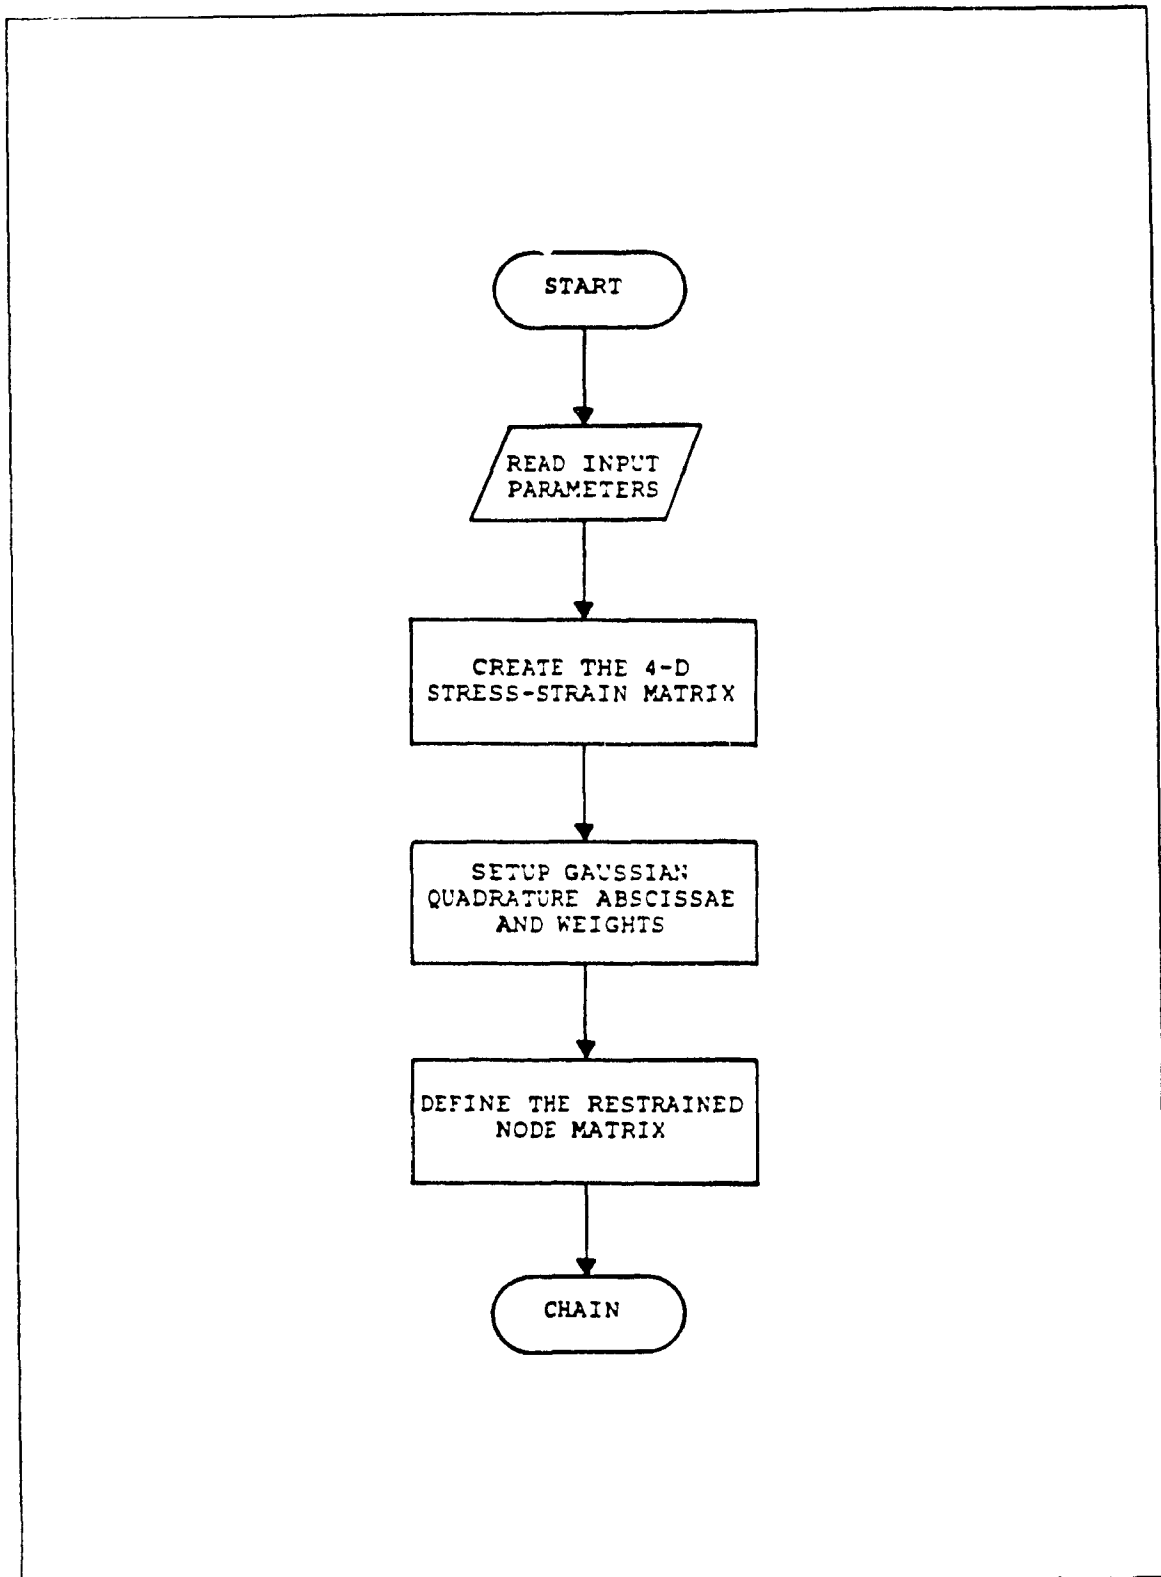 START
READ INPUT
PARAMETERS
CREATE THE 4-D
STRESS-STRAIN MATRIX
SETUP GAUSSIAN
QUADRATURE ABSCISSAE
AND WEIGHTS
DEFINE THE RESTRAINED
NODE MATRIX
CHAIN